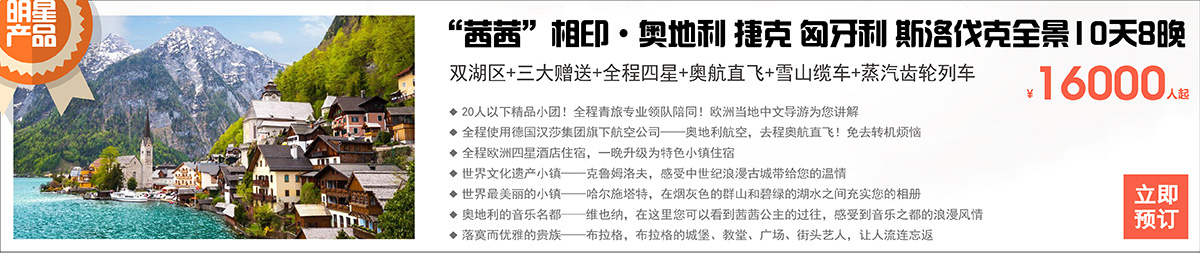 明星
产品
“茜茜”相印·奥地利 捷克 匈牙利 斯洛伐克全景10天8晚
双湖区+三大赠送+全程四星+奥航直飞+雪山缆车+蒸汽齿轮列车
¥16000人起
◆ 20人以下精品小团！全程青旅专业领队陪同！欧洲当地中文导游为您讲解
◆ 全程使用德国汉莎集团旗下航空公司——奥地利航空，去程奥航直飞！免去转机烦恼
◆ 全程欧洲四星酒店住宿，一晚升级为特色小镇住宿
◆ 世界文化遗产小镇——克鲁姆洛夫，感受中世纪浪漫古城带给您的温情
◆ 世界最美丽的小镇——哈尔施塔特，在烟灰色的群山和碧绿的湖水之间充实您的相册
◆ 奥地利的音乐名都——维也纳，在这里您可以看到茜茜公主的过往，感受到音乐之都的浪漫风情
◆ 落寞而优雅的贵族——布拉格，布拉格的城堡、教堂、广场、街头艺人，让人流连忘返
立即
预订